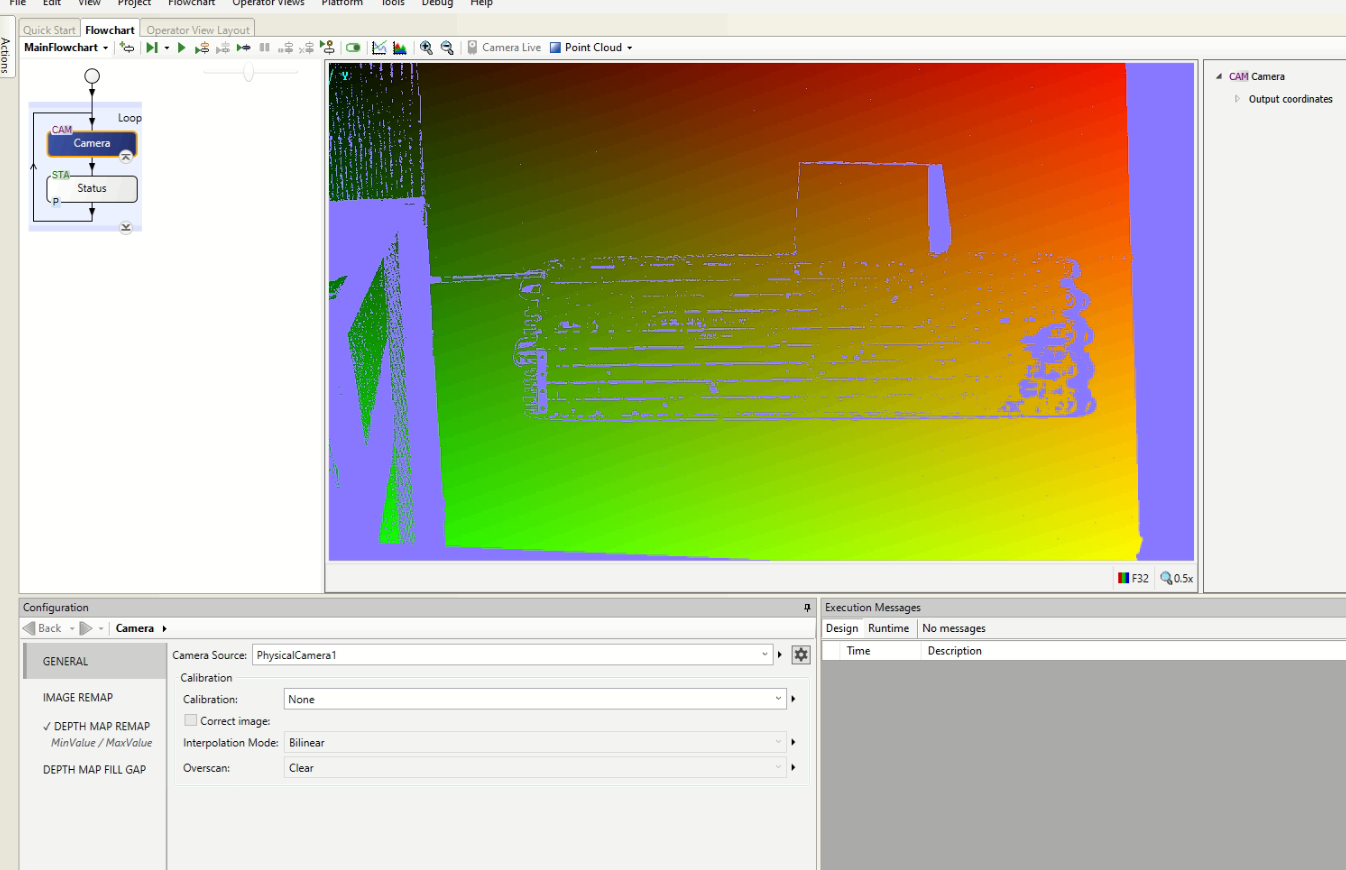 File Edit View Project Flowchart Operator Views Platform Tools Debug Help
Quick Start Flowchart Operator View Layout
Actions
MainFlowchart Camera Live Point Cloud
Y
CAM Camera
Output coordinates
Loop
CAM
Camera
STA
Status
P
F32 0.5x
Configuration
Back Camera
GENERAL
IMAGE REMAP
✓ DEPTH MAP REMAP
MinValue / MaxValue
DEPTH MAP FILL GAP
Camera Source: PhysicalCamera1
Calibration
Calibration: None
Correct image:
Interpolation Mode: Bilinear
Overscan: Clear
Execution Messages
Design Runtime No messages
Time Description